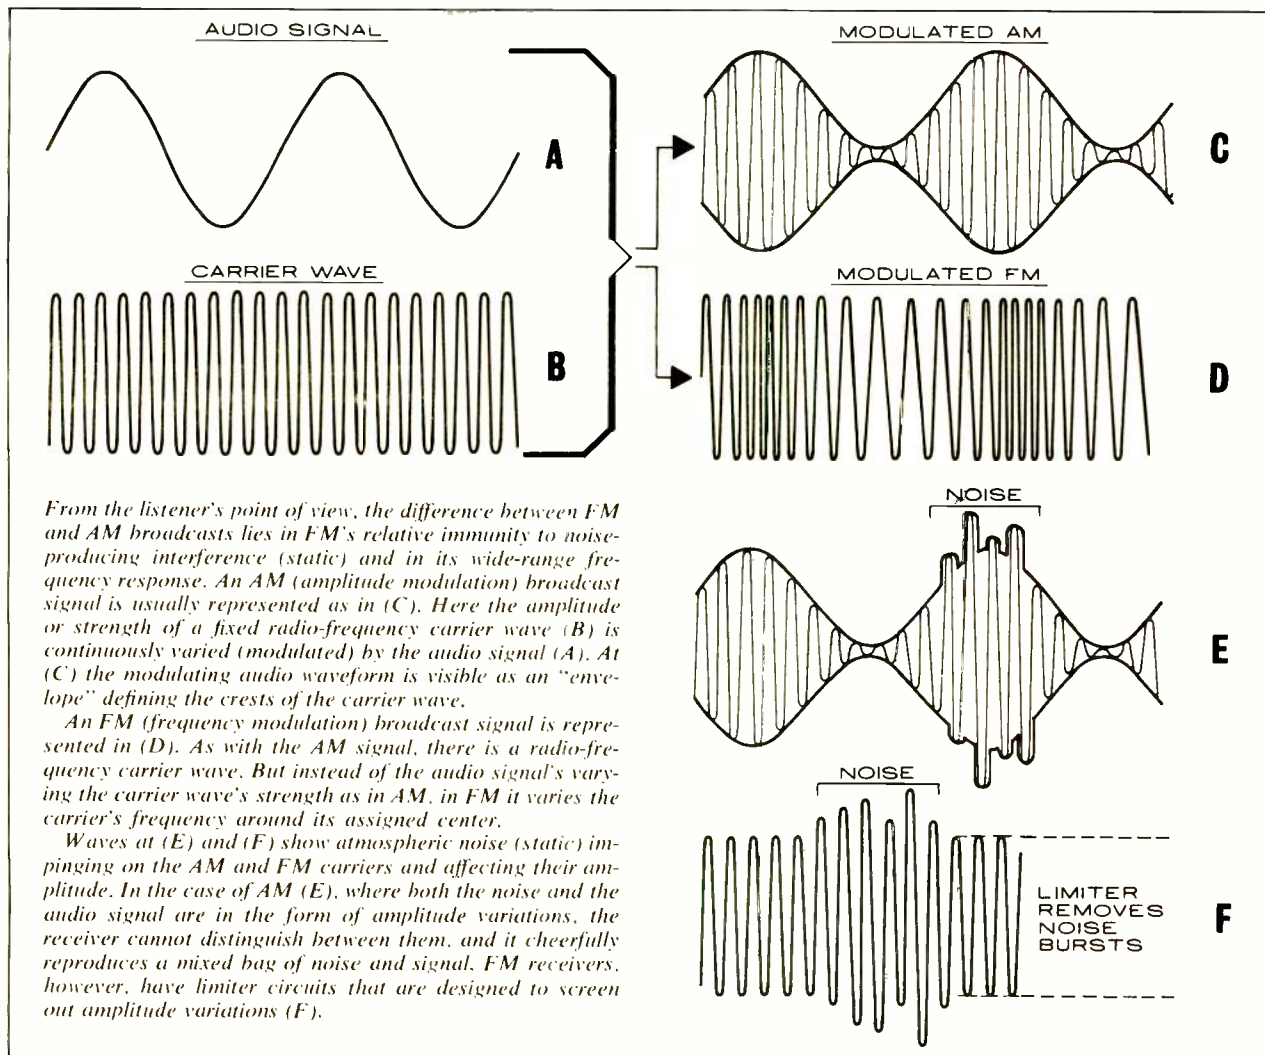 AUDIO SIGNAL
A
CARRIER WAVE
B
MODULATED AM
C
MODULATED FM
D
From the listener's point of view, the difference between FM
and AM broadcasts lies in FM's relative immunity to noise-
producing interference (static) and in its wide-range fre-
quency response. An AM (amplitude modulation) broadcast
signal is usually represented as in (C). Here the amplitude
or strength of a fixed radio-frequency carrier wave (B) is
continuously varied (modulated) by the audio signal (A). At
(C) the modulating audio waveform is visible as an "enve-
lope" defining the crests of the carrier wave.
An FM (frequency modulation) broadcast signal is repre-
sented in (D). As with the AM signal, there is a radio-fre-
quency carrier wave. But instead of the audio signal's vary-
ing the carrier wave's strength as in AM, in FM it varies the
carrier's frequency around its assigned center.
Waves at (E) and (F) show atmospheric noise (static) im-
pinging on the AM and FM carriers and affecting their am-
plitude. In the case of AM (E), where both the noise and the
audio signal are in the form of amplitude variations, the
receiver cannot distinguish between them, and it cheerfully
reproduces a mixed bag of noise and signal. FM receivers,
however, have limiter circuits that are designed to screen
out amplitude variations (F).
NOISE
E
NOISE
LIMITER
REMOVES
NOISE
BURSTS
F